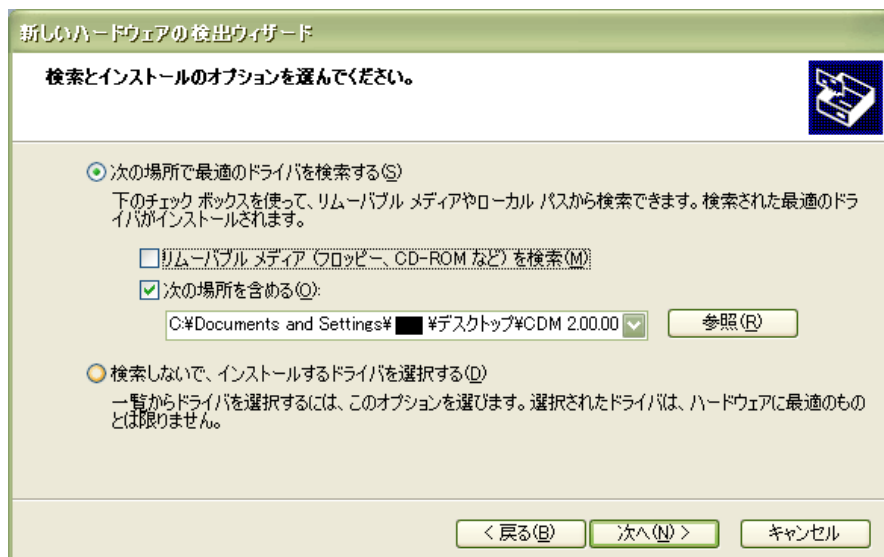 新しいハードウェアの検出ウィザード
検索とインストールのオプションを選んでください。
次の場所で最適のドライバを検索する(S)
下のチェック ボックスを使って、リムーバブル メディアやローカル パスから検索できます。検索された最適のドラ
イバがインストールされます。
リムーバブル メディア (フロッピー、CD-ROM など) を検索(M)
次の場所を含める(O):
C:¥Documents and Settings¥ ¥デスクトップ¥CDM 2.00.00
参照(R)
検索しないで、インストールするドライバを選択する(D)
一覧からドライバを選択するには、このオプションを選びます。選択されたドライバは、ハードウェアに最適のもの
とは限りません。
< 戻る(B)
次へ(N) >
キャンセル